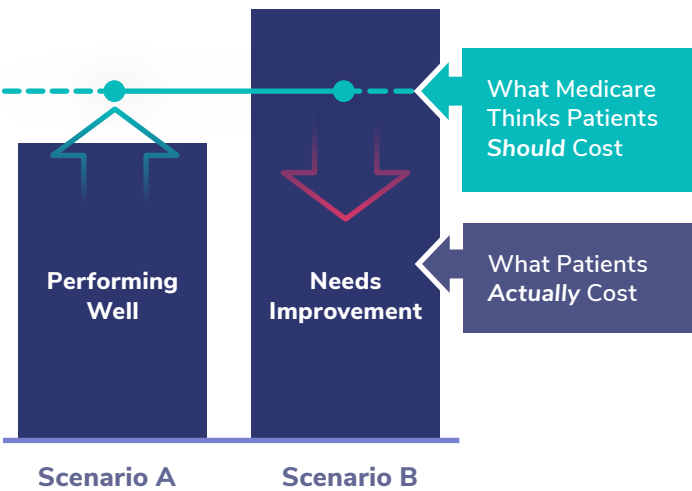 What Medicare
Thinks Patients
Should Cost
What Patients
Actually Cost
Performing
Well
Needs
Improvement
Scenario A
Scenario B